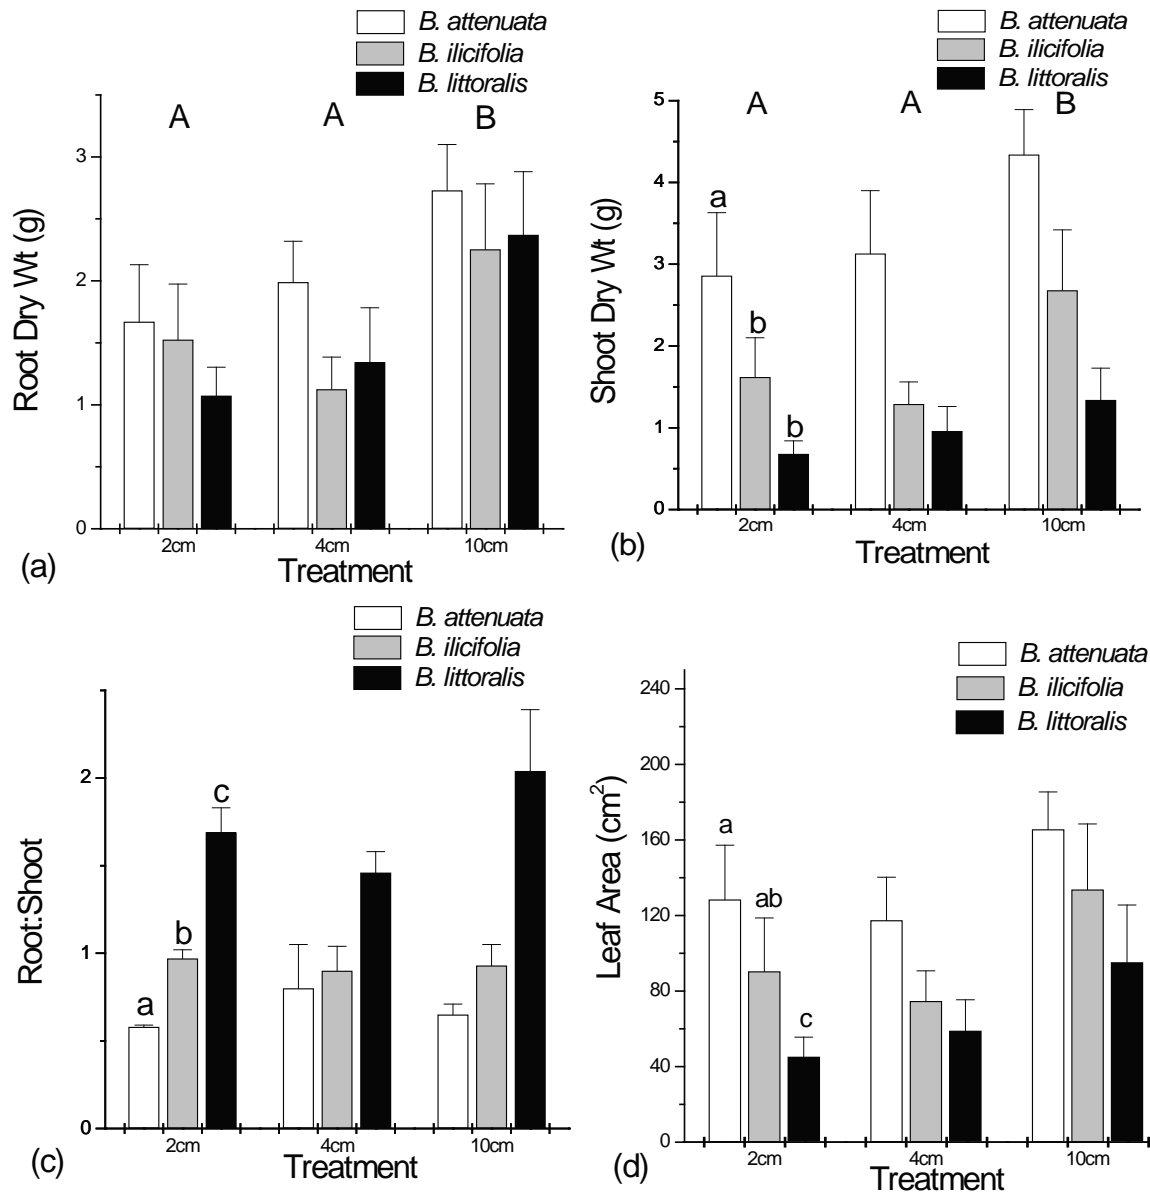 B. attenuata
B. ilicifolia
B. littoralis
A A B
3
2
1
0
Root Dry Wt (g)
2cm 4cm 10cm
Treatment
(a)
B. attenuata
B. ilicifolia
B. littoralis
A A B
5
4
3
2
1
0
Shoot Dry Wt (g)
a
b
b
2cm 4cm 10cm
Treatment
(b)
B. attenuata
B. ilicifolia
B. littoralis
2
1
0
Root:Shoot
a
b
c
2cm 4cm 10cm
Treatment
(c)
B. attenuata
B. ilicifolia
B. littoralis
240
200
160
120
80
40
0
Leaf Area (cm²)
a
ab
c
2cm 4cm 10cm
Treatment
(d)